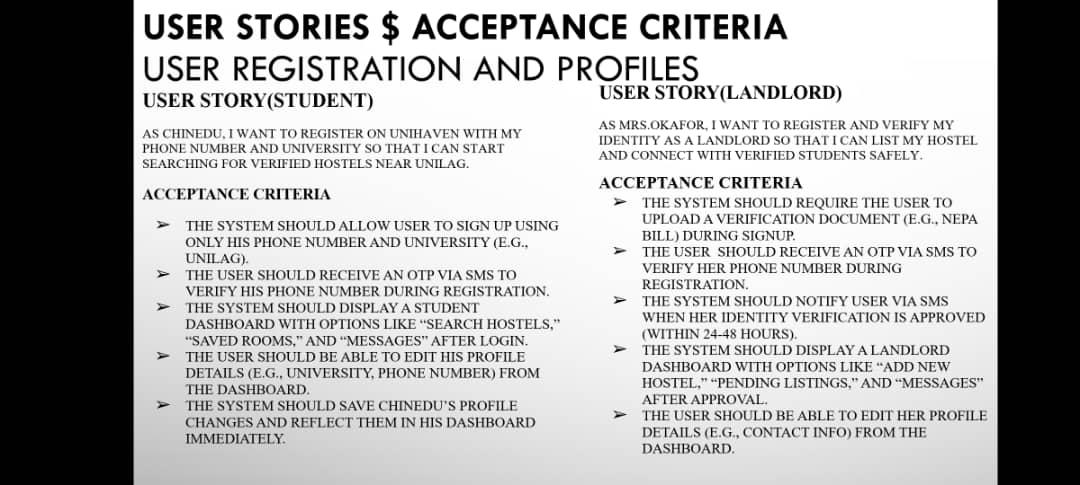 USER STORIES $ ACCEPTANCE CRITERIA
USER REGISTRATION AND PROFILES
USER STORY(STUDENT)
AS CHINEDU, I WANT TO REGISTER ON UNIHAVEN WITH MY
PHONE NUMBER AND UNIVERSITY SO THAT I CAN START
SEARCHING FOR VERIFIED HOSTELS NEAR UNILAG.
ACCEPTANCE CRITERIA
➢ THE SYSTEM SHOULD ALLOW USER TO SIGN UP USING
ONLY HIS PHONE NUMBER AND UNIVERSITY (E.G.,
UNILAG).
➢ THE USER SHOULD RECEIVE AN OTP VIA SMS TO
VERIFY HIS PHONE NUMBER DURING REGISTRATION.
➢ THE SYSTEM SHOULD DISPLAY A STUDENT
DASHBOARD WITH OPTIONS LIKE “SEARCH HOSTELS,”
“SAVED ROOMS,” AND “MESSAGES” AFTER LOGIN.
➢ THE USER SHOULD BE ABLE TO EDIT HIS PROFILE
DETAILS (E.G., UNIVERSITY, PHONE NUMBER) FROM
THE DASHBOARD.
➢ THE SYSTEM SHOULD SAVE CHINEDU’S PROFILE
CHANGES AND REFLECT THEM IN HIS DASHBOARD
IMMEDIATELY.
USER STORY(LANDLORD)
AS MRS.OKAFOR, I WANT TO REGISTER AND VERIFY MY
IDENTITY AS A LANDLORD SO THAT I CAN LIST MY HOSTEL
AND CONNECT WITH VERIFIED STUDENTS SAFELY.
ACCEPTANCE CRITERIA
➢ THE SYSTEM SHOULD REQUIRE THE USER TO
UPLOAD A VERIFICATION DOCUMENT (E.G., NEPA
BILL) DURING SIGNUP.
➢ THE USER SHOULD RECEIVE AN OTP VIA SMS TO
VERIFY HER PHONE NUMBER DURING
REGISTRATION.
➢ THE SYSTEM SHOULD NOTIFY USER VIA SMS
WHEN HER IDENTITY VERIFICATION IS APPROVED
(WITHIN 24-48 HOURS).
➢ THE SYSTEM SHOULD DISPLAY A LANDLORD
DASHBOARD WITH OPTIONS LIKE “ADD NEW
HOSTEL,” “PENDING LISTINGS,” AND “MESSAGES”
AFTER APPROVAL.
➢ THE USER SHOULD BE ABLE TO EDIT HER PROFILE
DETAILS (E.G., CONTACT INFO) FROM THE
DASHBOARD.